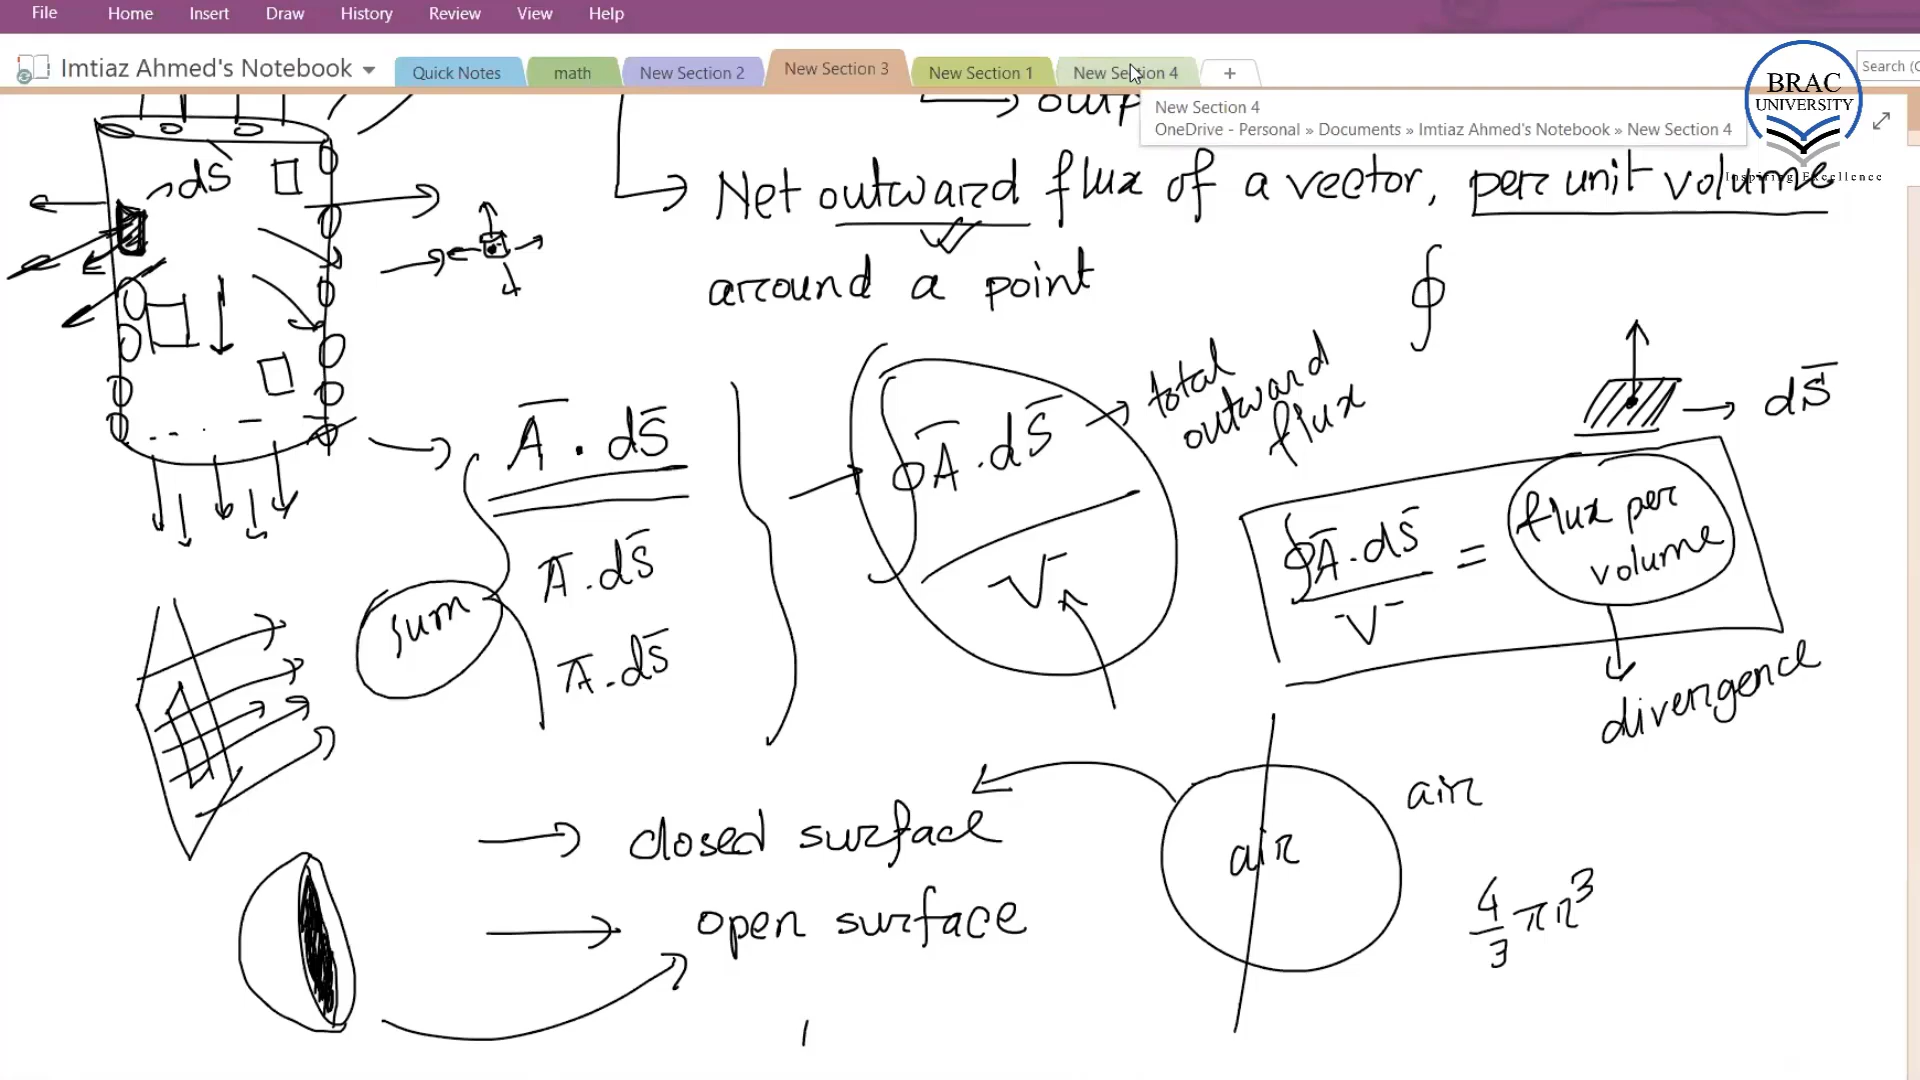 File Home Insert Draw History Review View Help
Imtiaz Ahmed's Notebook
Quick Notes math New Section 2 New Section 3 New Section 1 New Section 4 +
Search (C
BRAC
UNIVERSITY
Inspiring Excellence
New Section 4
OneDrive - Personal » Documents » Imtiaz Ahmed's Notebook » New Section 4
outp
dS
Net outward flux of a vector, per unit volume
around a point
∮
total
outward
flux
dS̅
A̅ . dS̅
∮ A̅ . dS̅
V
A̅ . dS̅
A̅ . dS̅
sum
∮ A̅ . dS̅
V
=
flux per
volume
divergence
closed surface
open surface
air
air
4/3 πr³